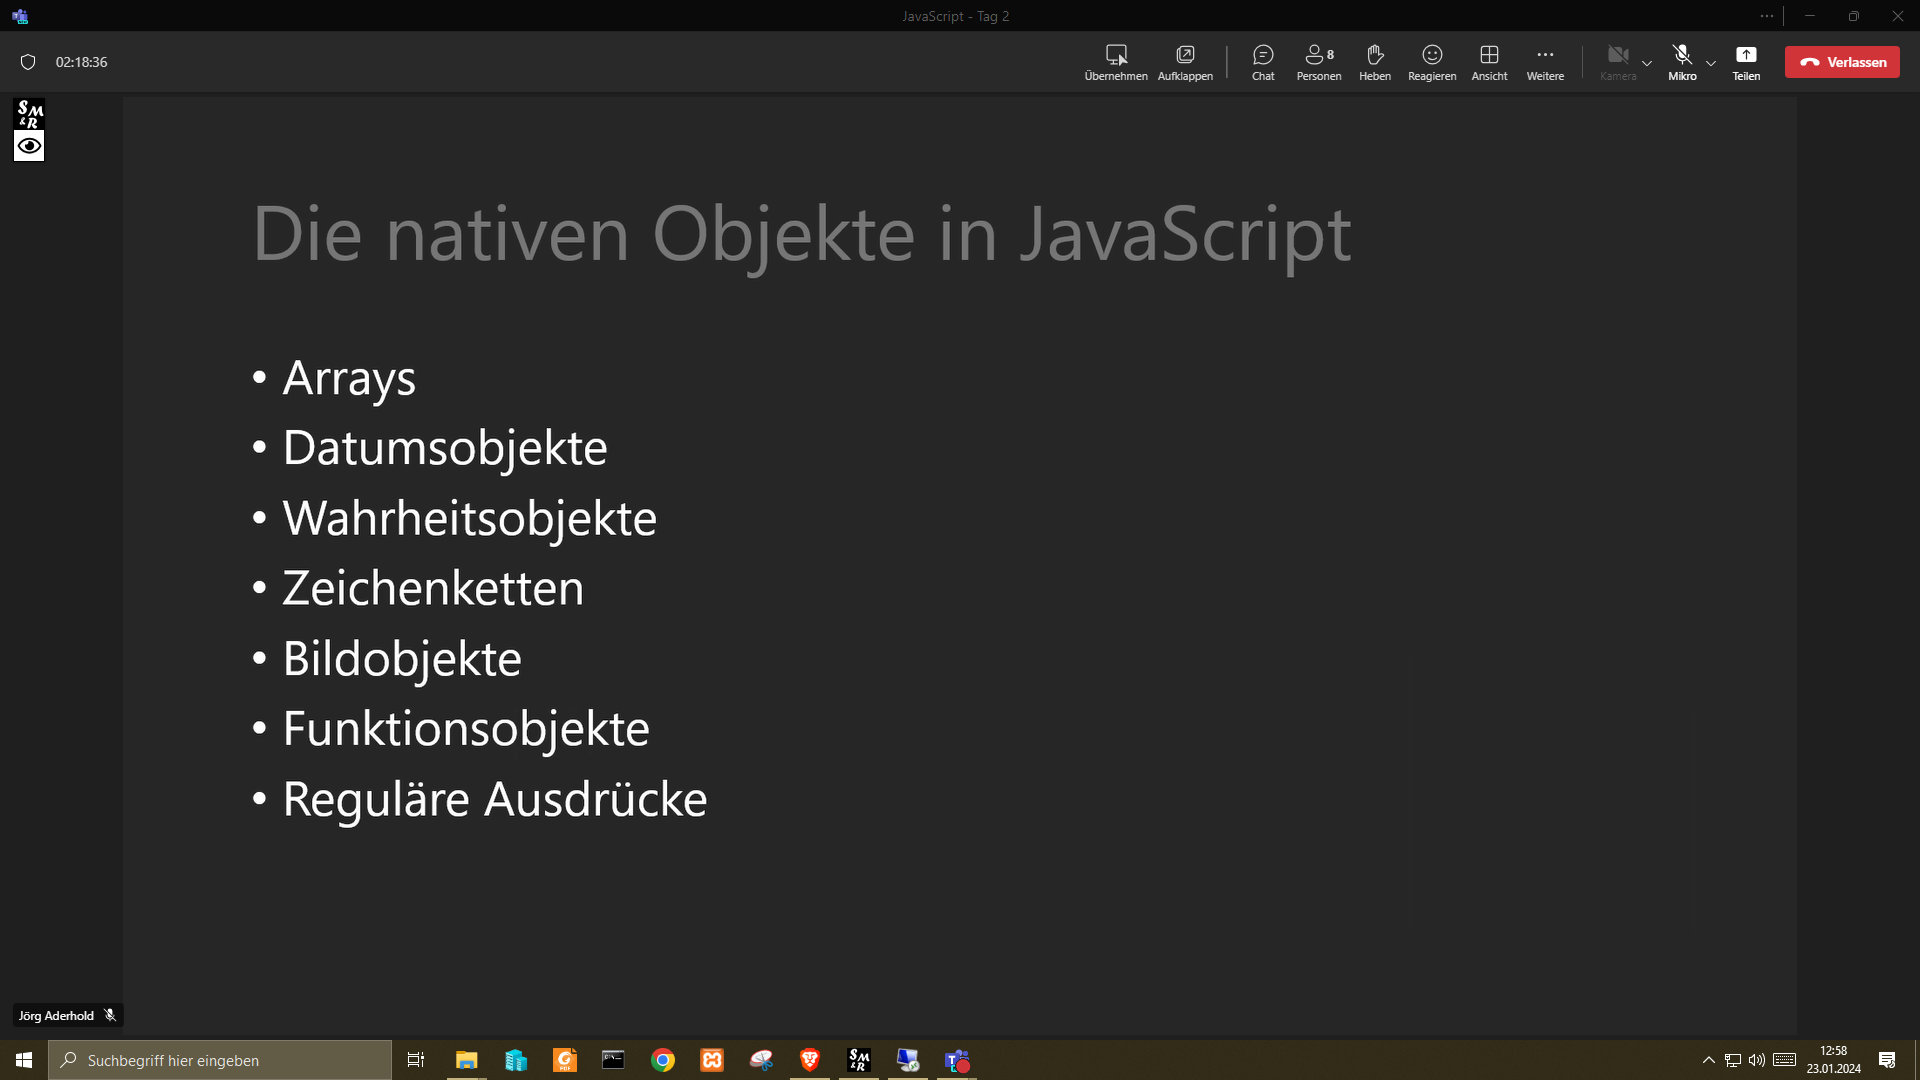 JavaScript - Tag 2
02:18:36
Übernehmen
Aufklappen
Chat
8
Personen
Heben
Reagieren
Ansicht
Weitere
Kamera
Mikro
Teilen
Verlassen
S M & R
Die nativen Objekte in JavaScript
• Arrays
• Datumsobjekte
• Wahrheitsobjekte
• Zeichenketten
• Bildobjekte
• Funktionsobjekte
• Reguläre Ausdrücke
Jörg Aderhold
Suchbegriff hier eingeben
PDF
S M & R
12:58
23.01.2024